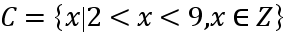 C = {x|2 < x < 9,x ∈ Z}